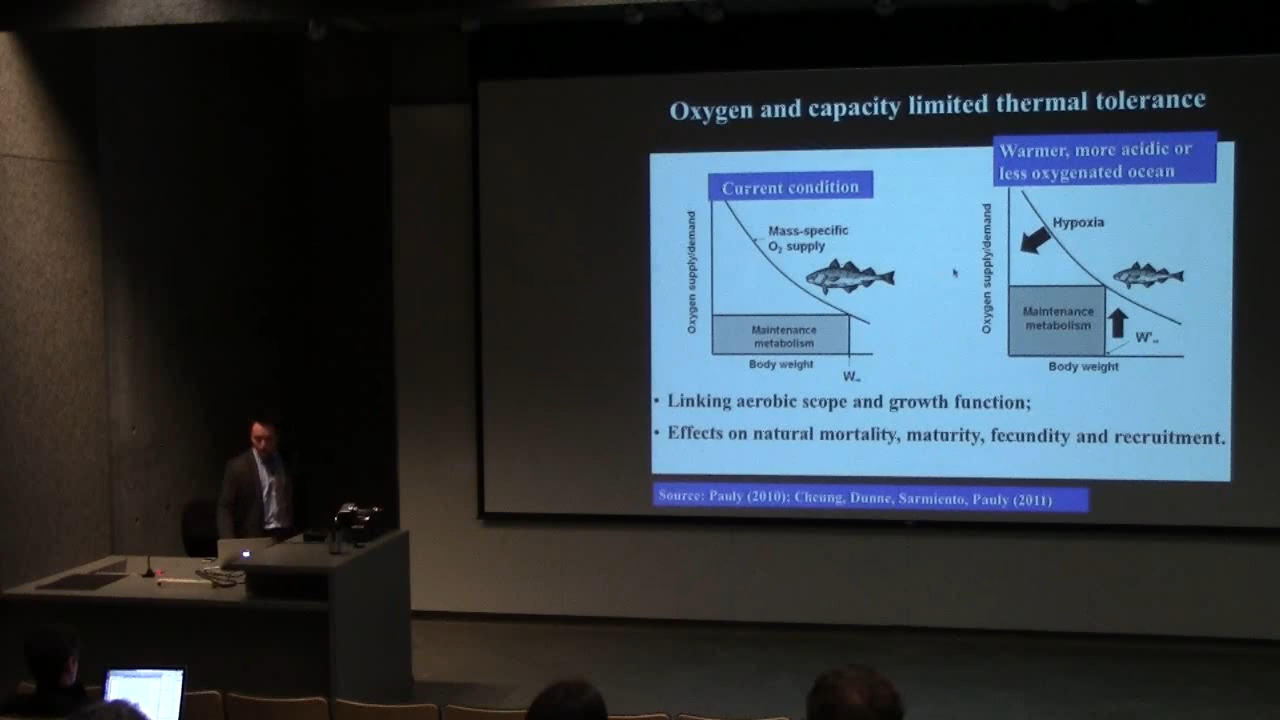 Oxygen and capacity limited thermal tolerance
Current condition
Oxygen supply/demand
Mass-specific
O₂ supply
Maintenance
metabolism
Body weight
W∞
Warmer, more acidic or
less oxygenated ocean
Oxygen supply/demand
Hypoxia
Maintenance
metabolism
W'∞
Body weight
• Linking aerobic scope and growth function;
• Effects on natural mortality, maturity, fecundity and recruitment.
Source: Pauly (2010); Cheung, Dunne, Sarmiento, Pauly (2011)